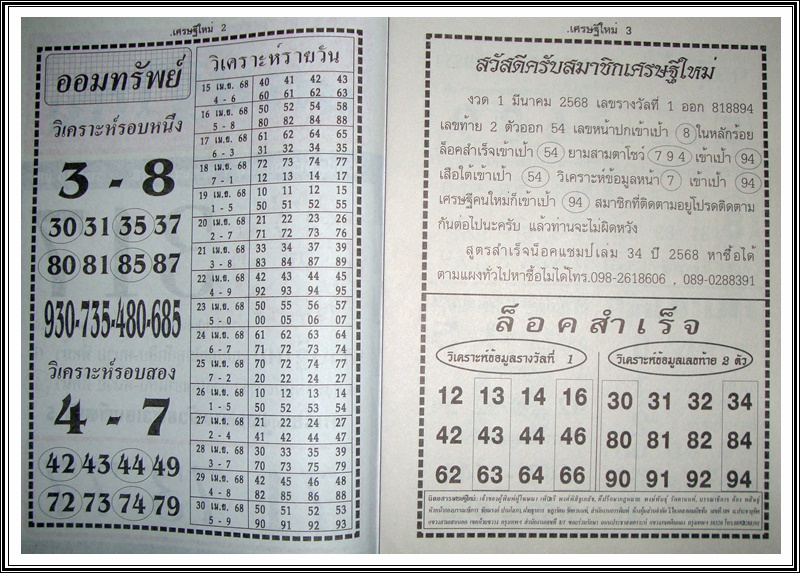 เศรษฐีใหม่ 2
ออมทรัพย์
วิเคราะห์รอบหนึ่ง
3 - 8
30 31 35 37
80 81 85 87
930-735-480-685
วิเคราะห์รอบสอง
4 - 7
42 43 44 49
72 73 74 79
วิเคราะห์รายวัน
15 เม.ย. 68 40 41 42 43
4 - 6 60 61 62 63
16 เม.ย. 68 50 52 54 58
5 - 8 80 82 84 88
17 เม.ย. 68 61 62 64 65
6 - 3 31 32 34 35
18 เม.ย. 68 72 73 74 77
7 - 1 12 13 14 17
19 เม.ย. 68 10 11 12 15
1 - 5 50 51 52 55
20 เม.ย. 68 21 22 23 26
2 - 7 71 72 73 76
21 เม.ย. 68 33 34 37 39
3 - 8 83 84 87 89
22 เม.ย. 68 42 43 44 45
4 - 9 92 93 94 95
23 เม.ย. 68 50 55 56 57
5 - 0 00 05 06 07
24 เม.ย. 68 61 62 63 64
6 - 7 71 72 73 74
25 เม.ย. 68 70 72 74 77
7 - 2 20 22 24 27
26 เม.ย. 68 10 12 13 14
1 - 5 50 52 53 54
27 เม.ย. 68 21 22 24 27
2 - 4 41 42 44 47
28 เม.ย. 68 30 33 35 39
3 - 7 70 73 75 79
29 เม.ย. 68 42 45 46 48
4 - 8 82 85 86 88
30 เม.ย. 68 50 51 52 53
5 - 9 90 91 92 93
เศรษฐีใหม่ 3
สวัสดีครับสมาชิกเศรษฐีใหม่
งวด 1 มีนาคม 2568 เลขรางวัลที่ 1 ออก 818894
เลขท้าย 2 ตัวออก 54 เลขหน้าปกเข้าเป้า 8 ในหลักร้อย
ล็อคสำเร็จเข้าเป้า 54 ยามสามตาโชว์ 794 เข้าเป้า 94
เสือใต้เข้าเป้า 54 วิเคราะห์ข้อมูลหน้า 7 เข้าเป้า
เศรษฐีคนใหม่ก็เข้าเป้า 94 สมาชิกที่ติดตามอยู่โปรดติดตาม
กันต่อไปนะครับ แล้วท่านจะไม่ผิดหวัง
สูตรสำเร็จน็อคแชมป์เล่ม 34 ปี 2568 หาซื้อได้
ตามแผงทั่วไปหาซื้อไม่ได้โทร.098-2618606 , 089-0288391
ล็อคสำเร็จ
วิเคราะห์ข้อมูลรางวัลที่ 1
12 13 14 16
42 43 44 46
62 63 64 66
วิเคราะห์ข้อมูลเลขท้าย 2 ตัว
30 31 32 34
80 81 82 84
90 91 92 94